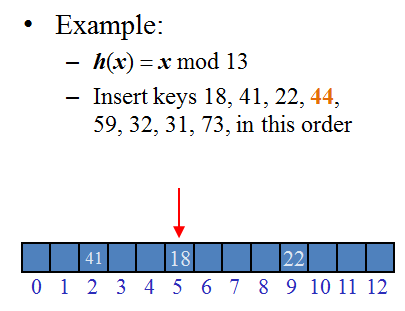 • Example:
– h(x) = x mod 13
– Insert keys 18, 41, 22, 44,
59, 32, 31, 73, in this order
41 18 22
0 1 2 3 4 5 6 7 8 9 10 11 12